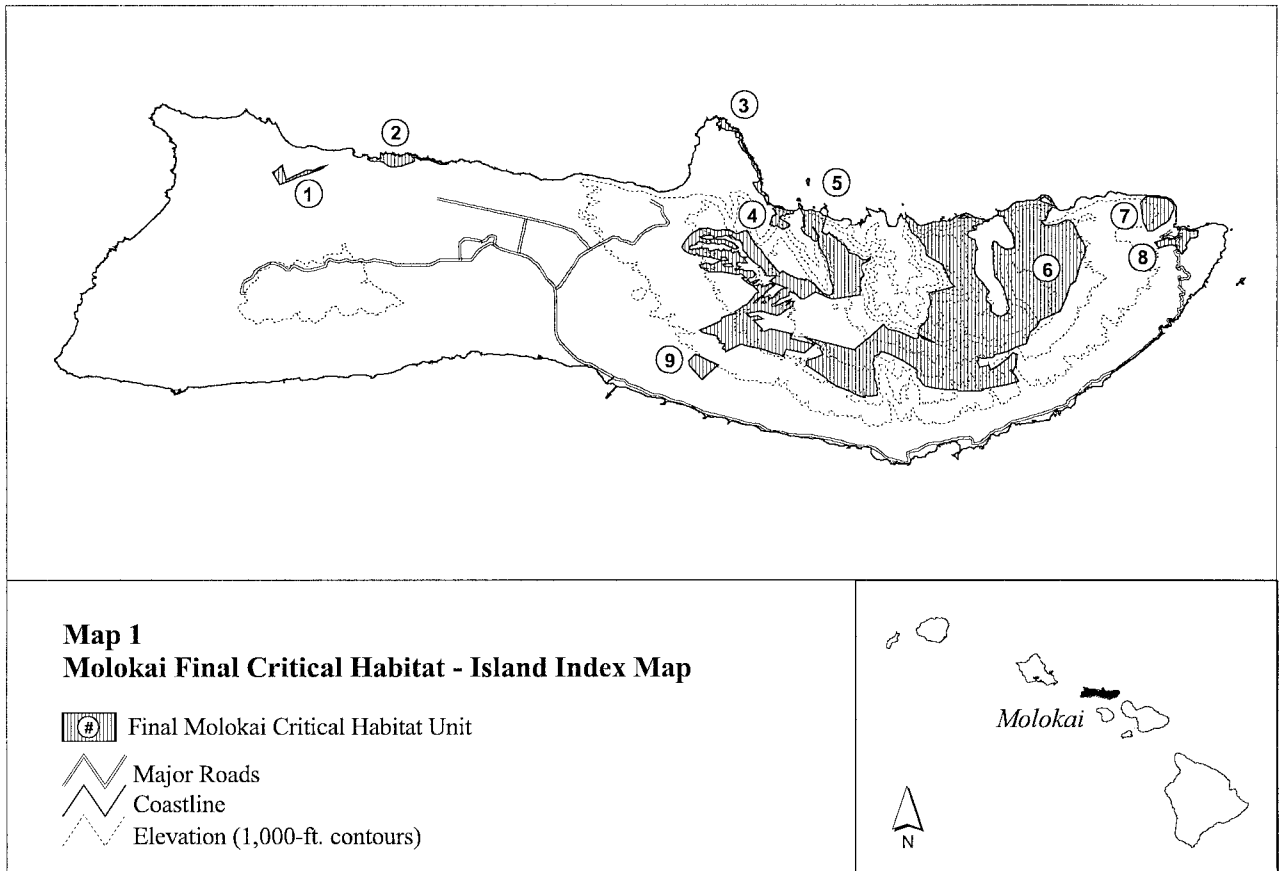 3
2
5
1
4
7
8
6
9
Map 1
Molokai Final Critical Habitat - Island Index Map
# Final Molokai Critical Habitat Unit
Major Roads
Coastline
Elevation (1,000-ft. contours)
Molokai
N